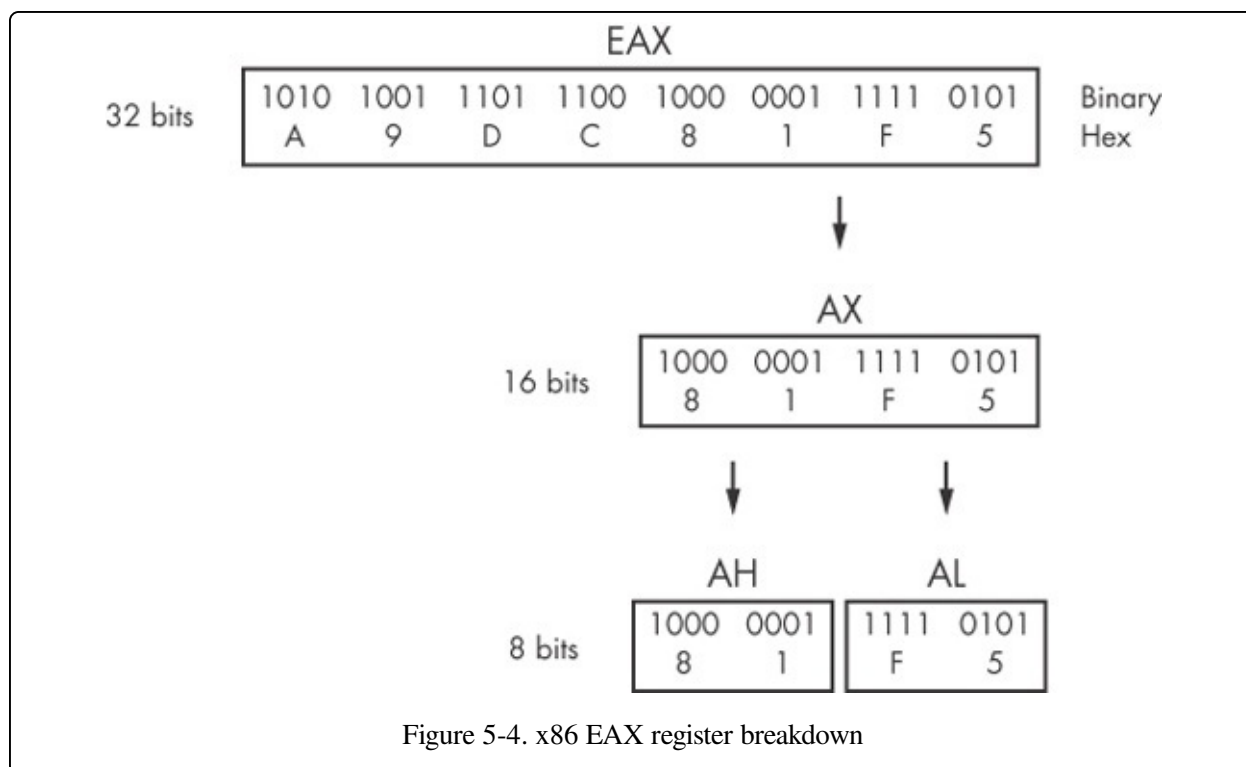 EAX
32 bits
1010 1001 1101 1100 1000 0001 1111 0101 Binary
A 9 D C 8 1 F 5 Hex
AX
16 bits
1000 0001 1111 0101
8 1 F 5
AH AL
8 bits
1000 0001 1111 0101
8 1 F 5
Figure 5-4. x86 EAX register breakdown